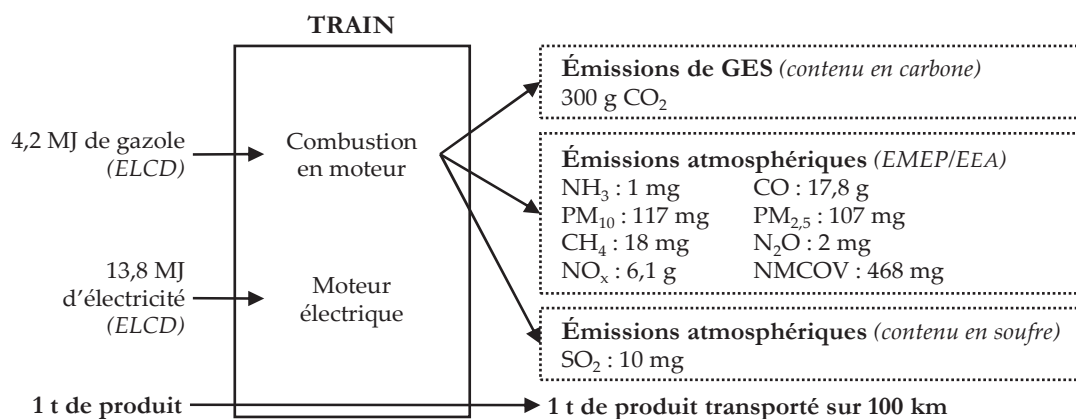 TRAIN
4,2 MJ de gazole
(ELCD)
Combustion
en moteur
13,8 MJ
d’électricité
(ELCD)
Moteur
électrique
Émissions de GES (contenu en carbone)
300 g CO₂
Émissions atmosphériques (EMEP/EEA)
NH₃ : 1 mg CO : 17,8 g
PM₁₀ : 117 mg PM₂,₅ : 107 mg
CH₄ : 18 mg N₂O : 2 mg
NOₓ : 6,1 g NMCOV : 468 mg
Émissions atmosphériques (contenu en soufre)
SO₂ : 10 mg
1 t de produit
1 t de produit transporté sur 100 km